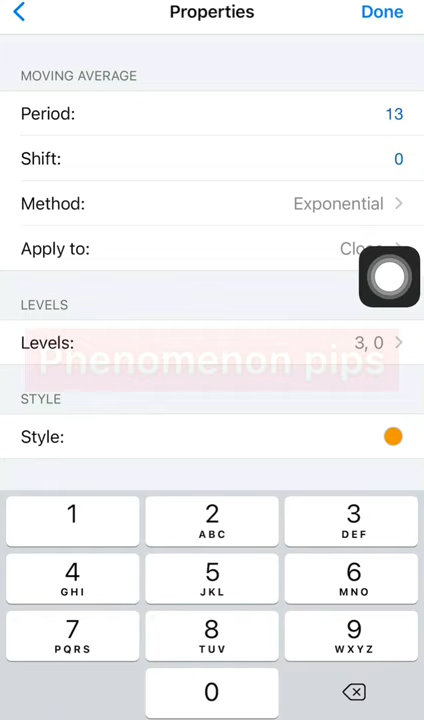 Properties
Done
MOVING AVERAGE
Period: 13
Shift: 0
Method: Exponential
Apply to:
LEVELS
Levels: 3, 0
Phenomenon pips
STYLE
Style:
1 2 ABC 3 DEF
4 GHI 5 JKL 6 MNO
7 PQRS 8 TUV 9 WXYZ
0